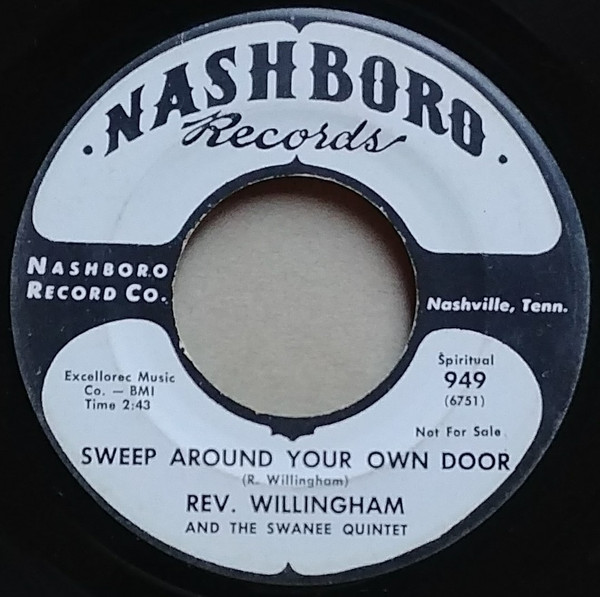 · NASHBORO ·
Records
NASHBORO
RECORD CO.
Nashville, Tenn.
Excellorec Music
Co. — BMI
Time 2:43
Spiritual
949
(6751)
Not For Sale
SWEEP AROUND YOUR OWN DOOR
(R. Willingham)
REV. WILLINGHAM
AND THE SWANEE QUINTET